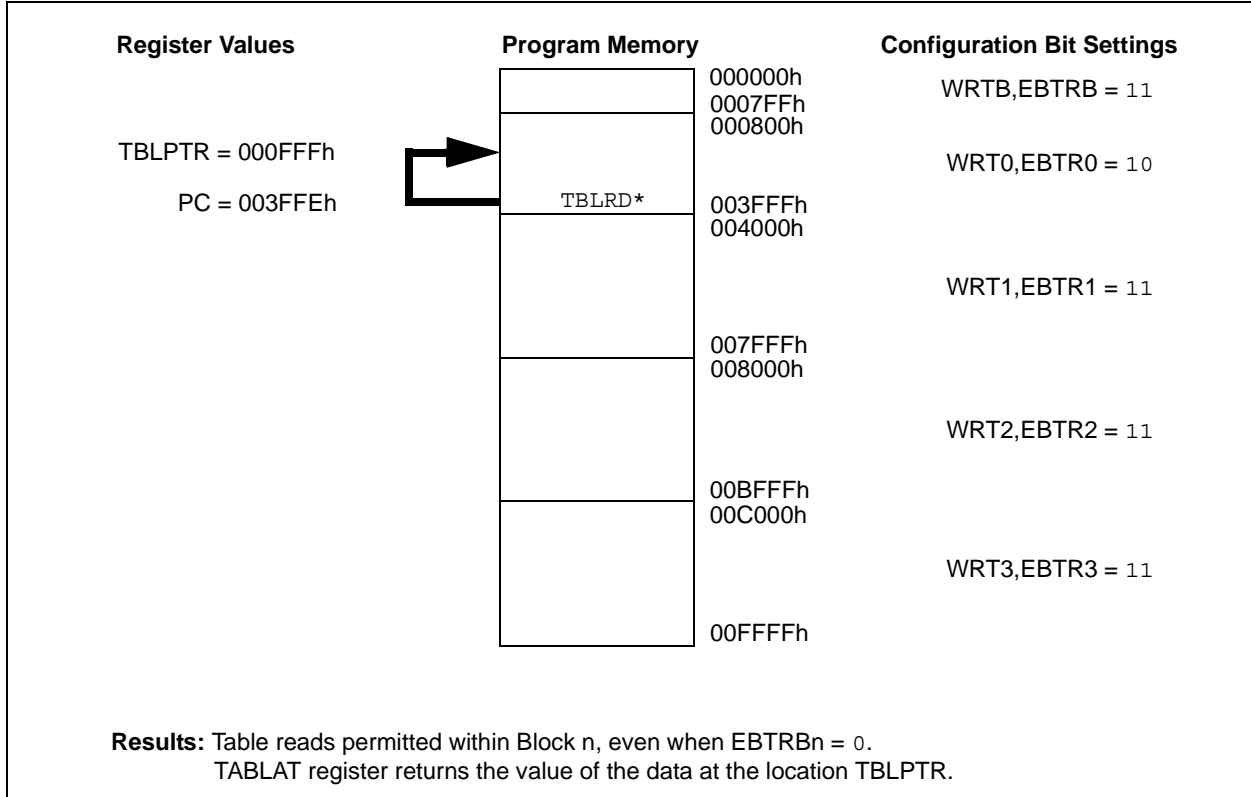 Register Values
Program Memory
Configuration Bit Settings
000000h
WRTB,EBTRB = 11
0007FFh
000800h
TBLPTR = 000FFFh
WRT0,EBTR0 = 10
PC = 003FFEh
TBLRD*
003FFFh
004000h
WRT1,EBTR1 = 11
007FFFh
008000h
WRT2,EBTR2 = 11
00BFFFh
00C000h
WRT3,EBTR3 = 11
00FFFFh
Results: Table reads permitted within Block n, even when EBTRBn = 0.
TABLAT register returns the value of the data at the location TBLPTR.